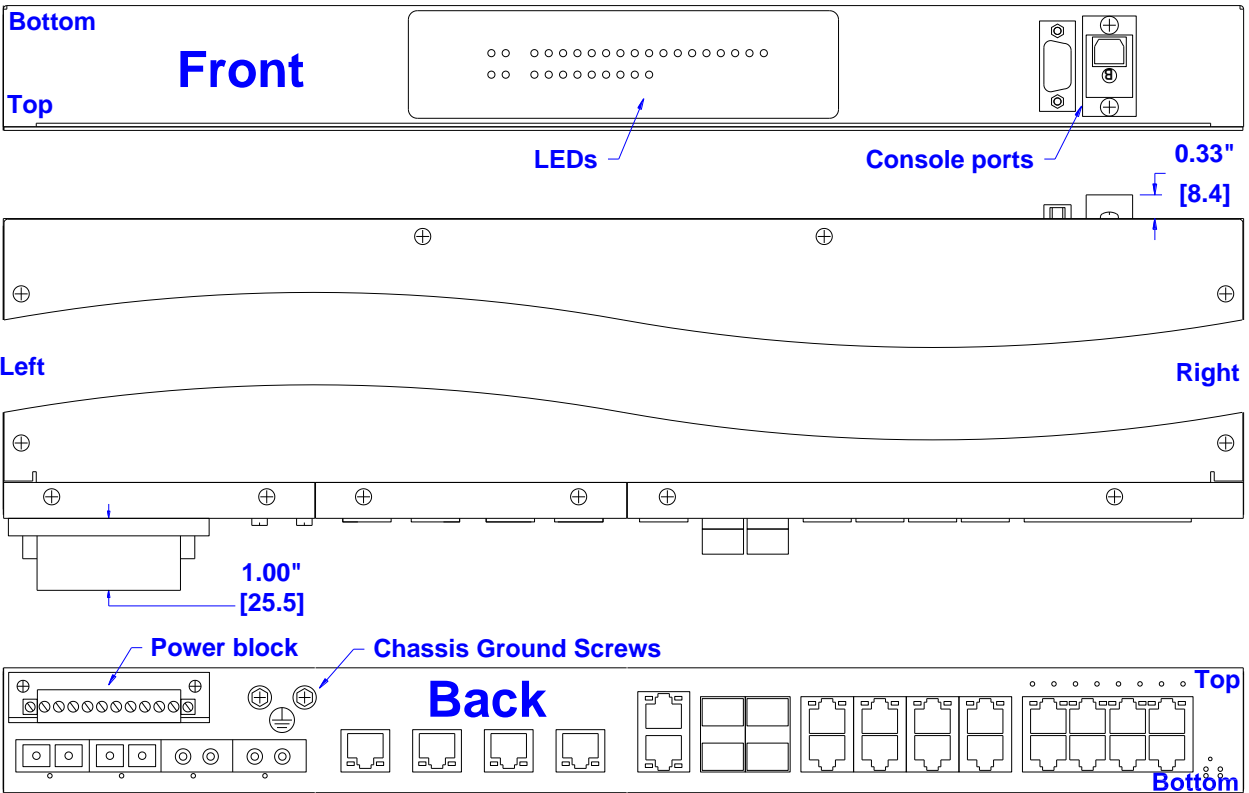 Bottom
Front
Top
LEDs
Console ports
0.33"
[8.4]
B
Left
Right
1.00"
[25.5]
Power block
Chassis Ground Screws
Back
Top
Bottom